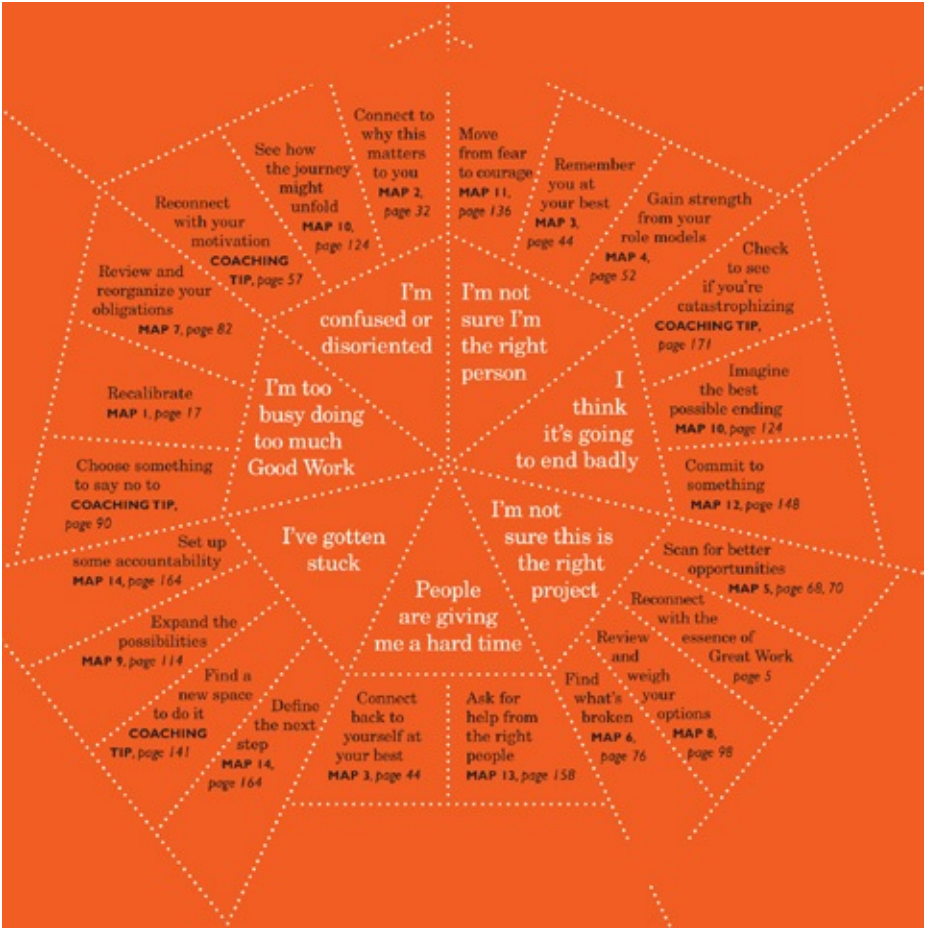 I'm
confused or
disoriented
Reconnect
with your
motivation
COACHING
TIP, page 57
See how
the journey
might
unfold
MAP 10,
page 124
Connect to
why this
matters
to you
MAP 2,
page 32
I'm not
sure I'm
the right
person
Move
from fear
to courage
MAP 11,
page 136
Remember
you at
your best
MAP 3,
page 44
Gain strength
from your
role models
MAP 4,
page 52
I
think
it's going
to end badly
Check
to see
if you're
catastrophizing
COACHING TIP,
page 171
Imagine
the best
possible ending
MAP 10, page 124
Commit to
something
MAP 12, page 148
I'm not
sure this is
the right
project
Scan for better
opportunities
MAP 5, page 68, 70
Reconnect
with the
essence of
Great Work
page 5
Review
and
weigh
your
options
MAP 8,
page 98
Find
what's
broken
MAP 6,
page 76
People
are giving
me a hard time
Ask for
help from
the right
people
MAP 13, page 158
Connect
back to
yourself at
your best
MAP 3, page 44
I've gotten
stuck
Define
the next
step
MAP 14,
page 164
Find a
new space
to do it
COACHING
TIP, page 141
Expand the
possibilities
MAP 9, page 114
Set up
some accountability
MAP 14, page 164
I'm too
busy doing
too much
Good Work
Choose something
to say no to
COACHING TIP,
page 90
Recalibrate
MAP 1, page 17
Review and
reorganize your
obligations
MAP 7, page 82